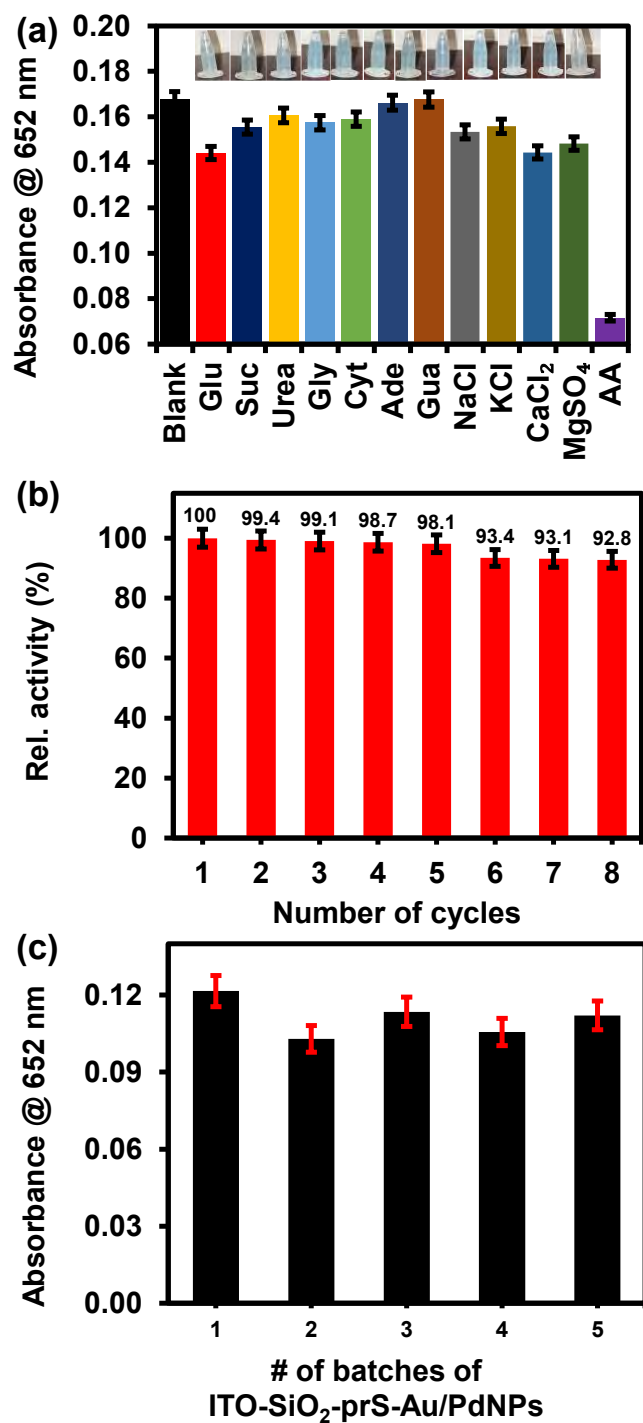 (a)
Absorbance @ 652 nm
0.20
0.18
0.16
0.14
0.12
0.10
0.08
0.06
Blank
Glu
Suc
Urea
Gly
Cyt
Ade
Gua
NaCl
KCl
CaCl₂
MgSO₄
AA
(b)
Rel. activity (%)
100
80
60
40
20
0
100
99.4
99.1
98.7
98.1
93.4
93.1
92.8
1 2 3 4 5 6 7 8
Number of cycles
(c)
Absorbance @ 652 nm
0.12
0.09
0.06
0.03
0.00
1 2 3 4 5
# of batches of
ITO-SiO₂-prS-Au/PdNPs